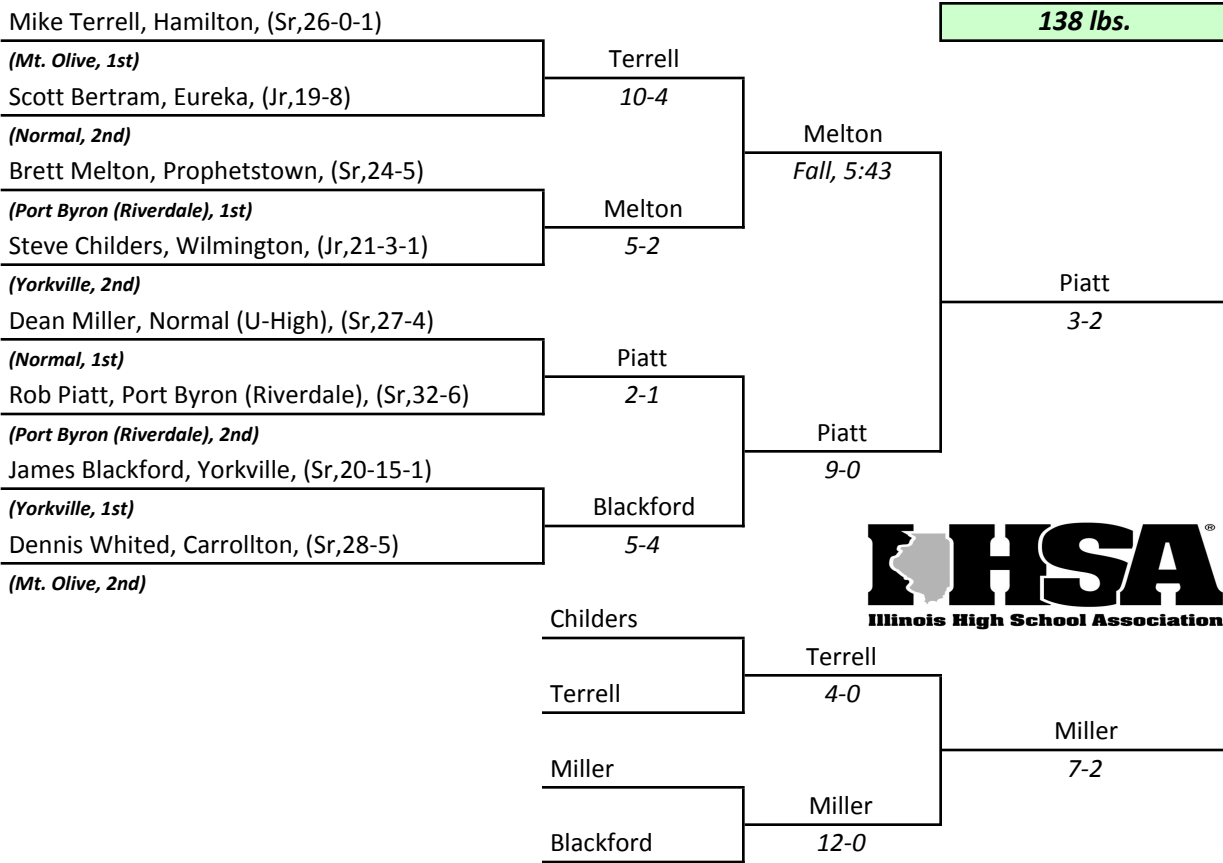 Mike Terrell, Hamilton, (Sr,26-0-1)
138 lbs.
(Mt. Olive, 1st)
Terrell
Scott Bertram, Eureka, (Jr,19-8)
10-4
(Normal, 2nd)
Melton
Brett Melton, Prophetstown, (Sr,24-5)
Fall, 5:43
(Port Byron (Riverdale), 1st)
Melton
Steve Childers, Wilmington, (Jr,21-3-1)
5-2
(Yorkville, 2nd)
Piatt
Dean Miller, Normal (U-High), (Sr,27-4)
3-2
(Normal, 1st)
Piatt
Rob Piatt, Port Byron (Riverdale), (Sr,32-6)
2-1
(Port Byron (Riverdale), 2nd)
Piatt
James Blackford, Yorkville, (Sr,20-15-1)
9-0
(Yorkville, 1st)
Blackford
Dennis Whited, Carrollton, (Sr,28-5)
5-4
(Mt. Olive, 2nd)
IHSA®
Illinois High School Association
Childers
Terrell
Terrell
4-0
Miller
7-2
Miller
Miller
Blackford
12-0